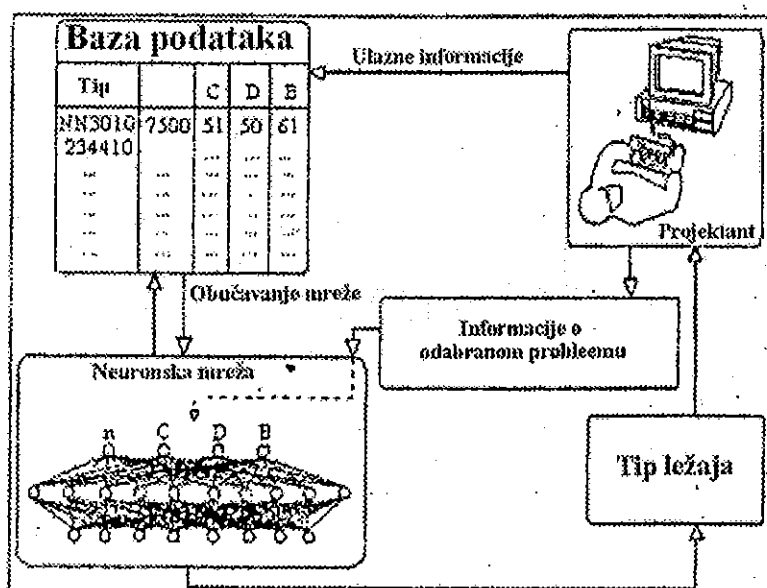 Baza podataka
Ulazne informacije
Tip C D B
NN3010 7500 51 50 61
234410
Projektant
Obučavanje mreže
Informacije o
odabranom probleemu
Neuronska mreža
n C D B
Tip ležaja